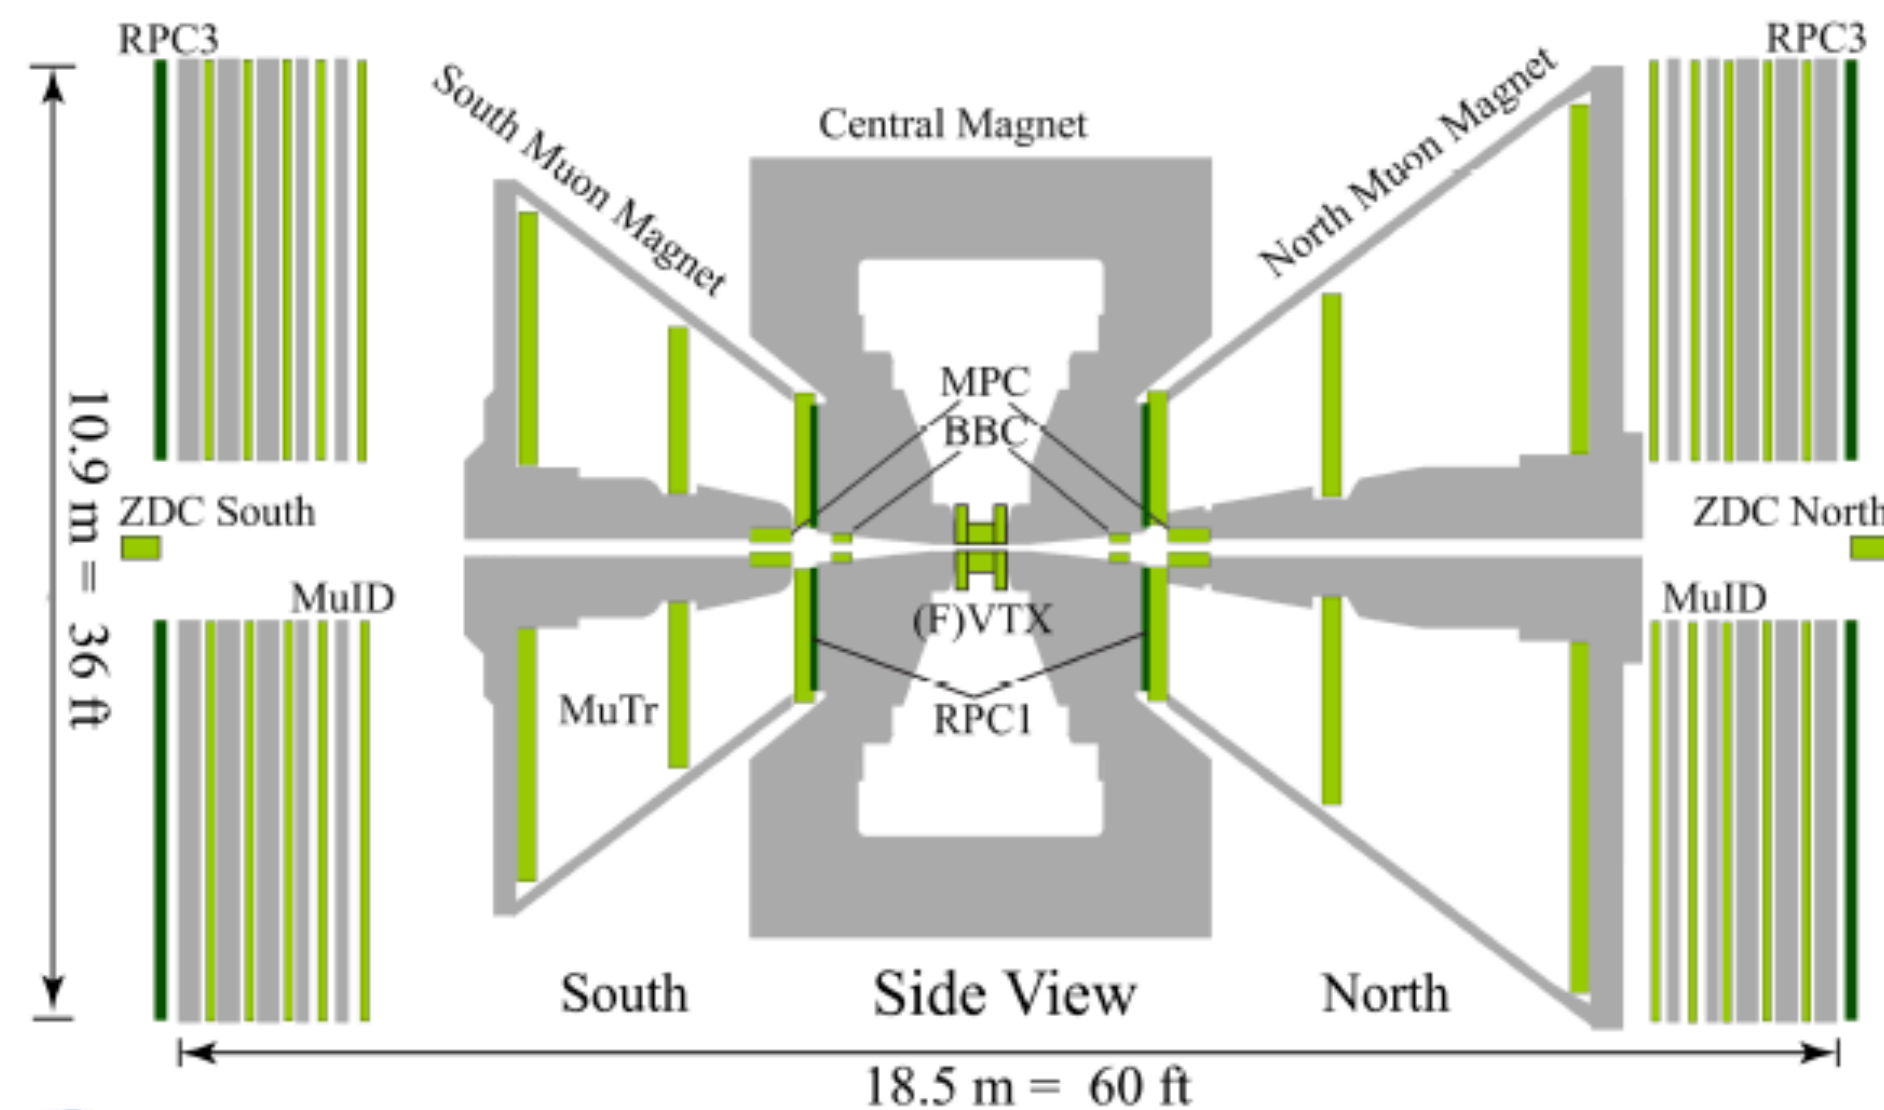 RPC3
RPC3
South Muon Magnet
Central Magnet
North Muon Magnet
MPC
BBC
10.9 m = 36 ft
ZDC South
ZDC North
MuID
(F)VTX
MuID
MuTr
RPC1
South
Side View
North
18.5 m = 60 ft